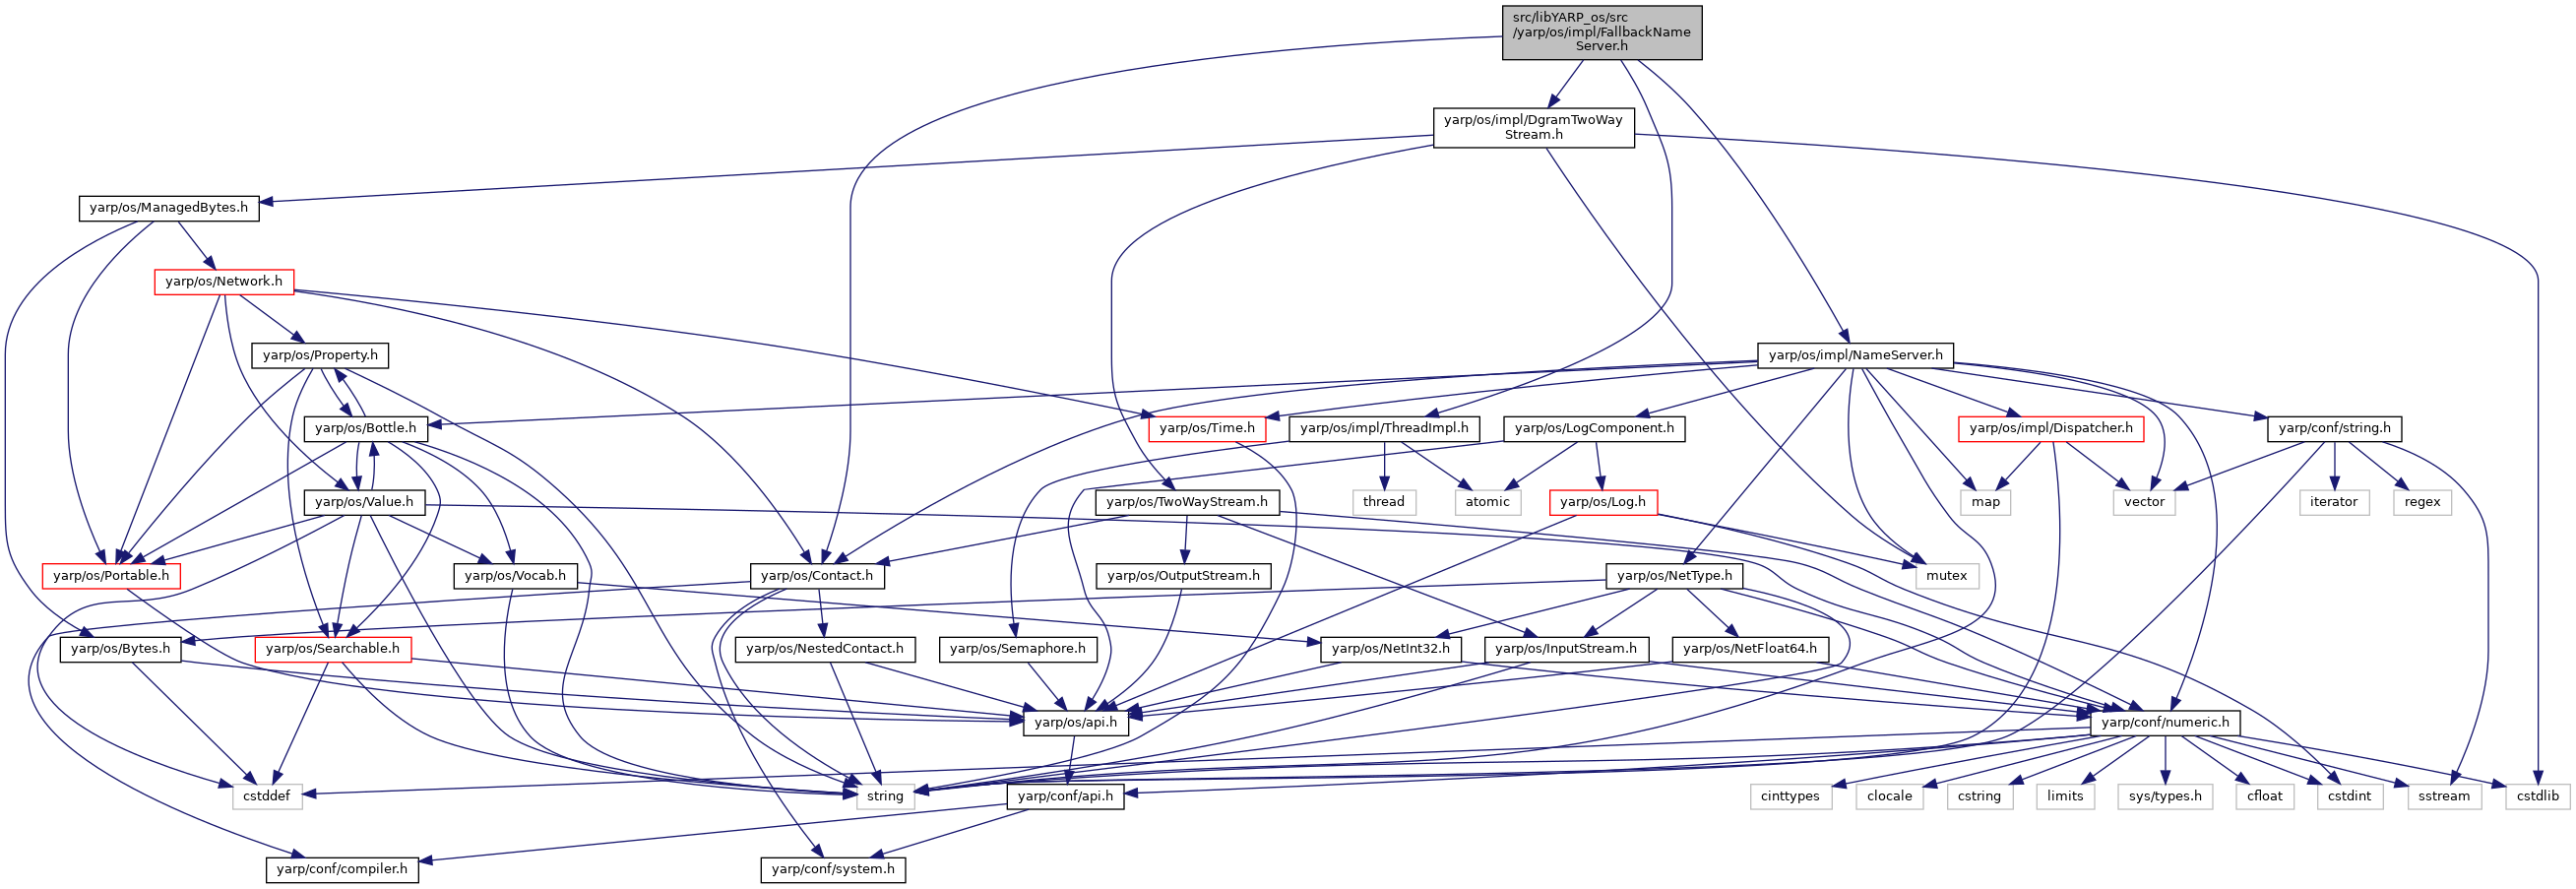 src/libYARP_os/src
/yarp/os/impl/FallbackName
Server.h
yarp/os/impl/DgramTwoWay
Stream.h
yarp/os/ManagedBytes.h
yarp/os/Network.h
yarp/os/Property.h
yarp/os/impl/NameServer.h
yarp/os/Bottle.h
yarp/os/Time.h
yarp/os/impl/ThreadImpl.h
yarp/os/LogComponent.h
yarp/os/impl/Dispatcher.h
yarp/conf/string.h
yarp/os/Value.h
yarp/os/TwoWayStream.h
thread
atomic
yarp/os/Log.h
map
vector
iterator
regex
yarp/os/Portable.h
yarp/os/Vocab.h
yarp/os/Contact.h
yarp/os/OutputStream.h
yarp/os/NetType.h
mutex
yarp/os/Bytes.h
yarp/os/Searchable.h
yarp/os/NestedContact.h
yarp/os/Semaphore.h
yarp/os/NetInt32.h
yarp/os/InputStream.h
yarp/os/NetFloat64.h
yarp/os/api.h
yarp/conf/numeric.h
cstddef
string
yarp/conf/api.h
cinttypes
clocale
cstring
limits
sys/types.h
cfloat
cstdint
sstream
cstdlib
yarp/conf/compiler.h
yarp/conf/system.h